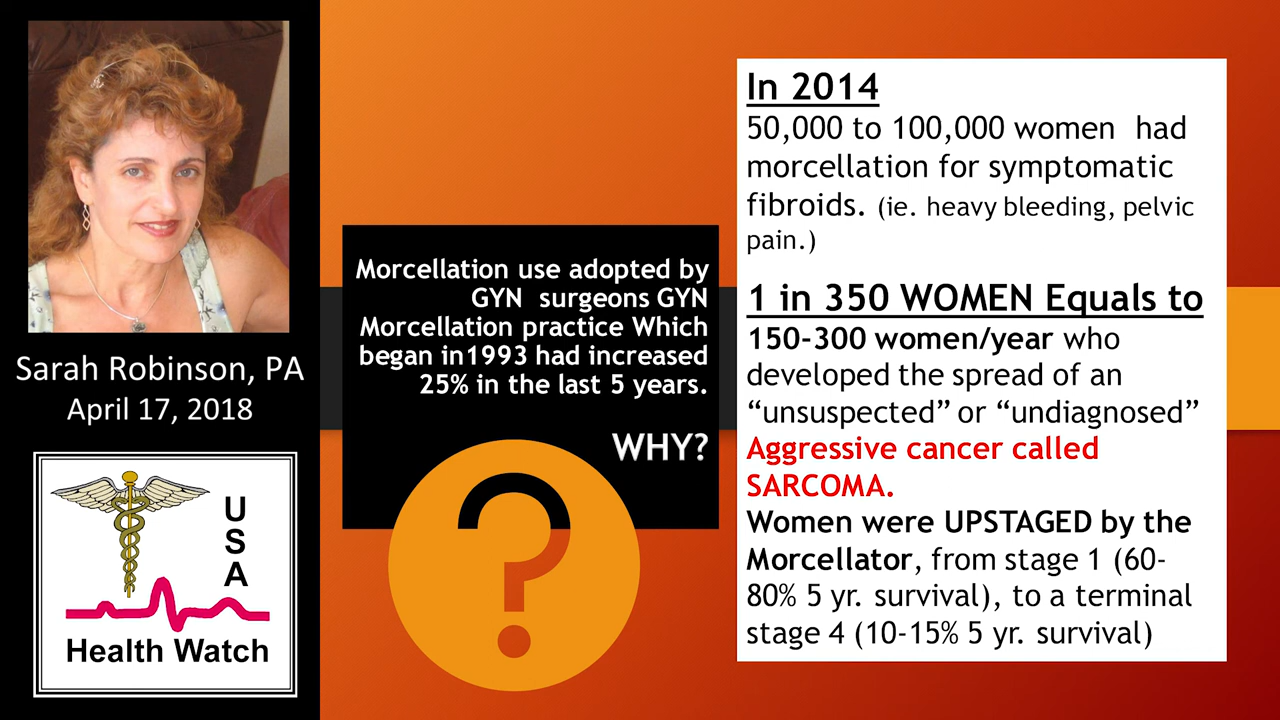 Sarah Robinson, PA
April 17, 2018
U
S
A
Health Watch
Morcellation use adopted by
GYN  surgeons GYN
Morcellation practice Which
began in1993 had increased
25% in the last 5 years.
WHY?
?
In 2014
50,000 to 100,000 women  had
morcellation for symptomatic
fibroids. (ie. heavy bleeding, pelvic
pain.)
1 in 350 WOMEN Equals to
150-300 women/year who
developed the spread of an
“unsuspected” or “undiagnosed”
Aggressive cancer called
SARCOMA.
Women were UPSTAGED by the
Morcellator, from stage 1 (60-
80% 5 yr. survival), to a terminal
stage 4 (10-15% 5 yr. survival)